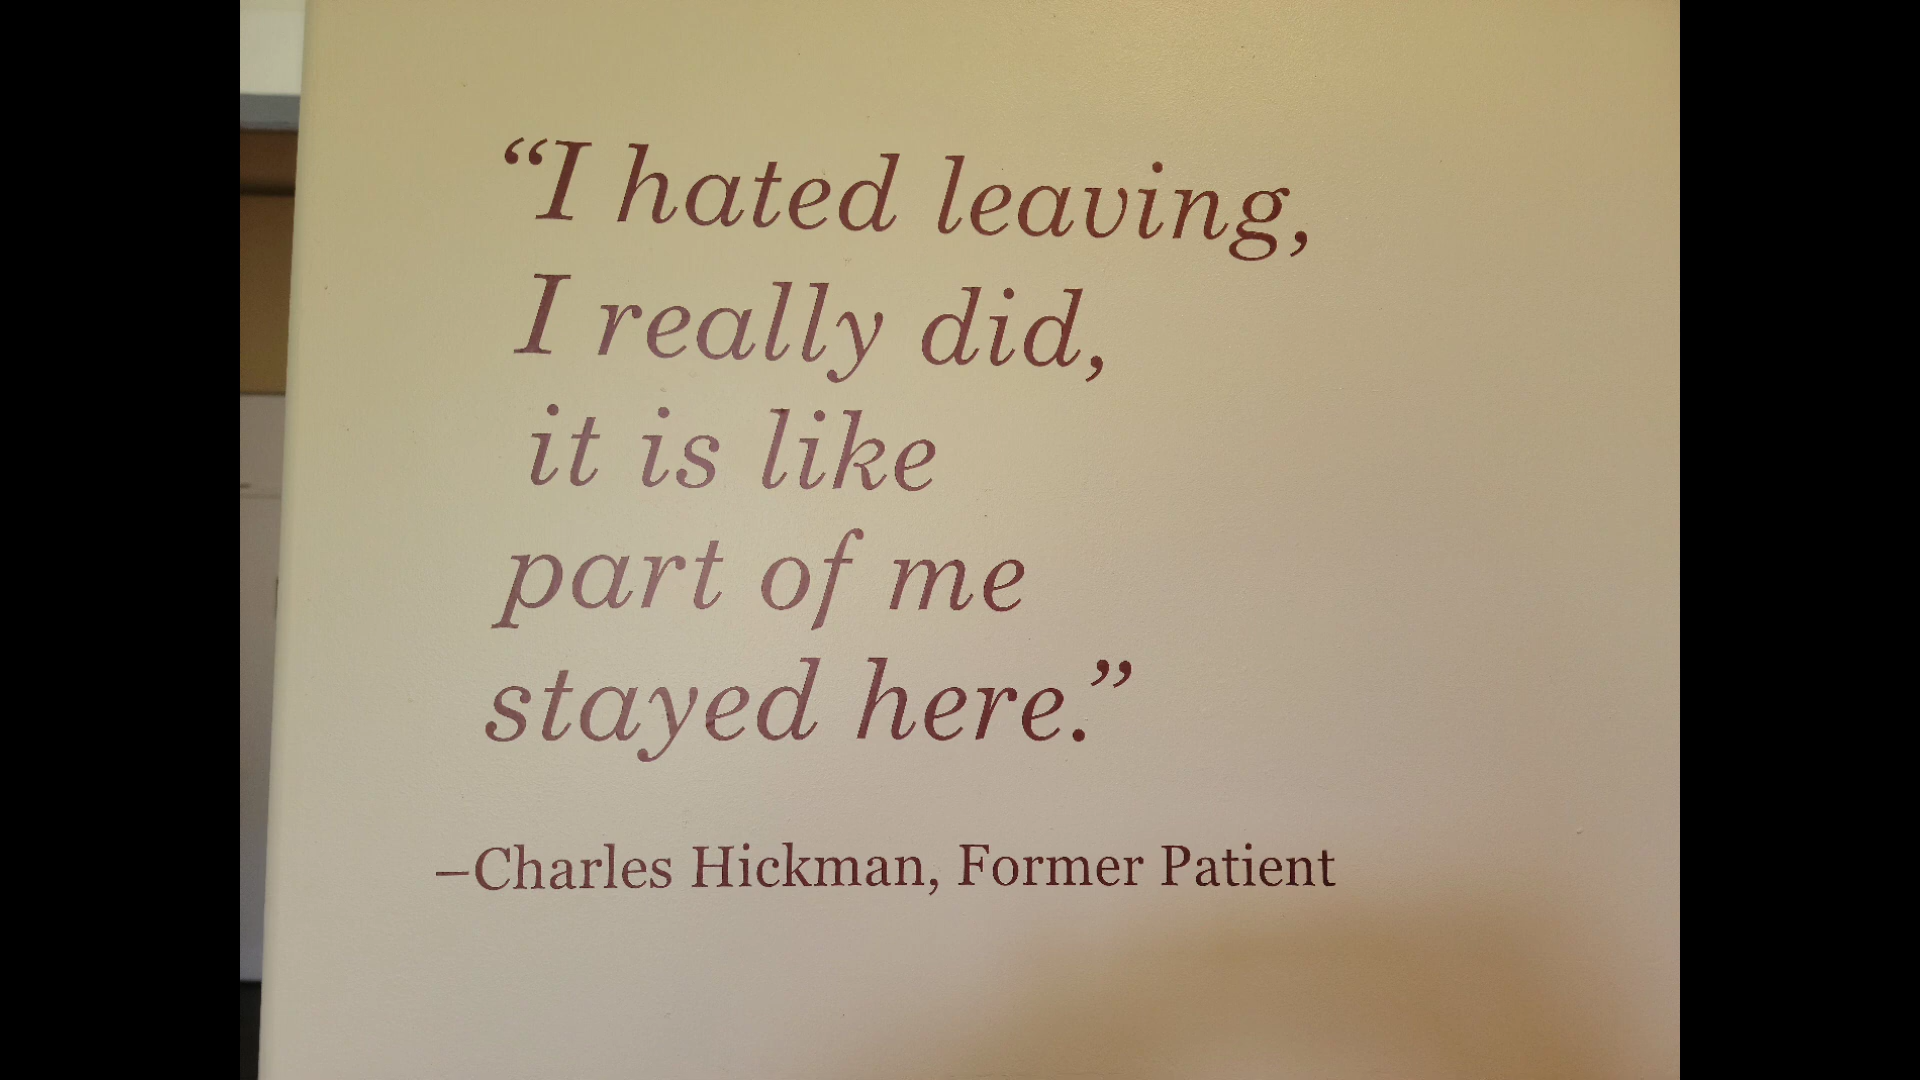 “I hated leaving,
I really did,
it is like
part of me
stayed here.”
–Charles Hickman, Former Patient